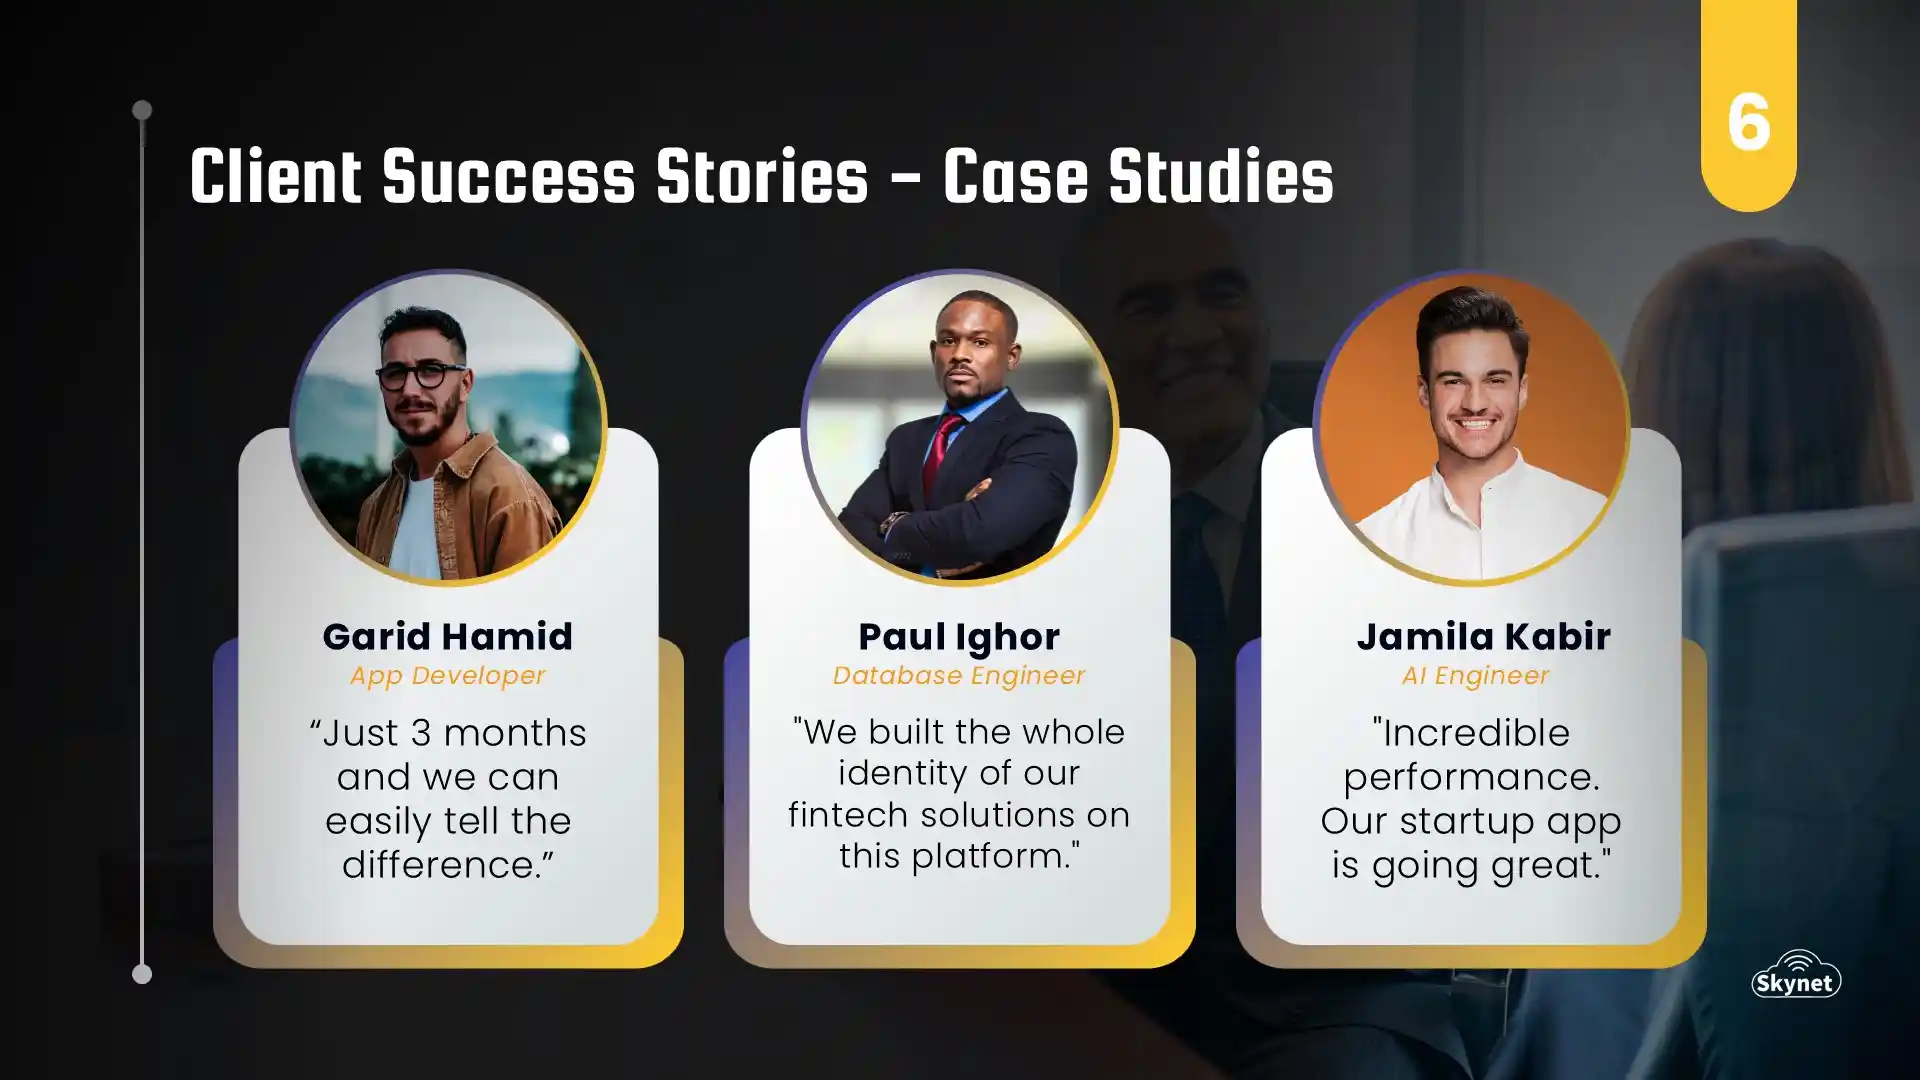 6
Client Success Stories – Case Studies
Garid Hamid
App Developer
“Just 3 months
and we can
easily tell the
difference.”
Paul Ighor
Database Engineer
"We built the whole
identity of our
fintech solutions on
this platform."
Jamila Kabir
AI Engineer
"Incredible
performance.
Our startup app
is going great."
Skynet